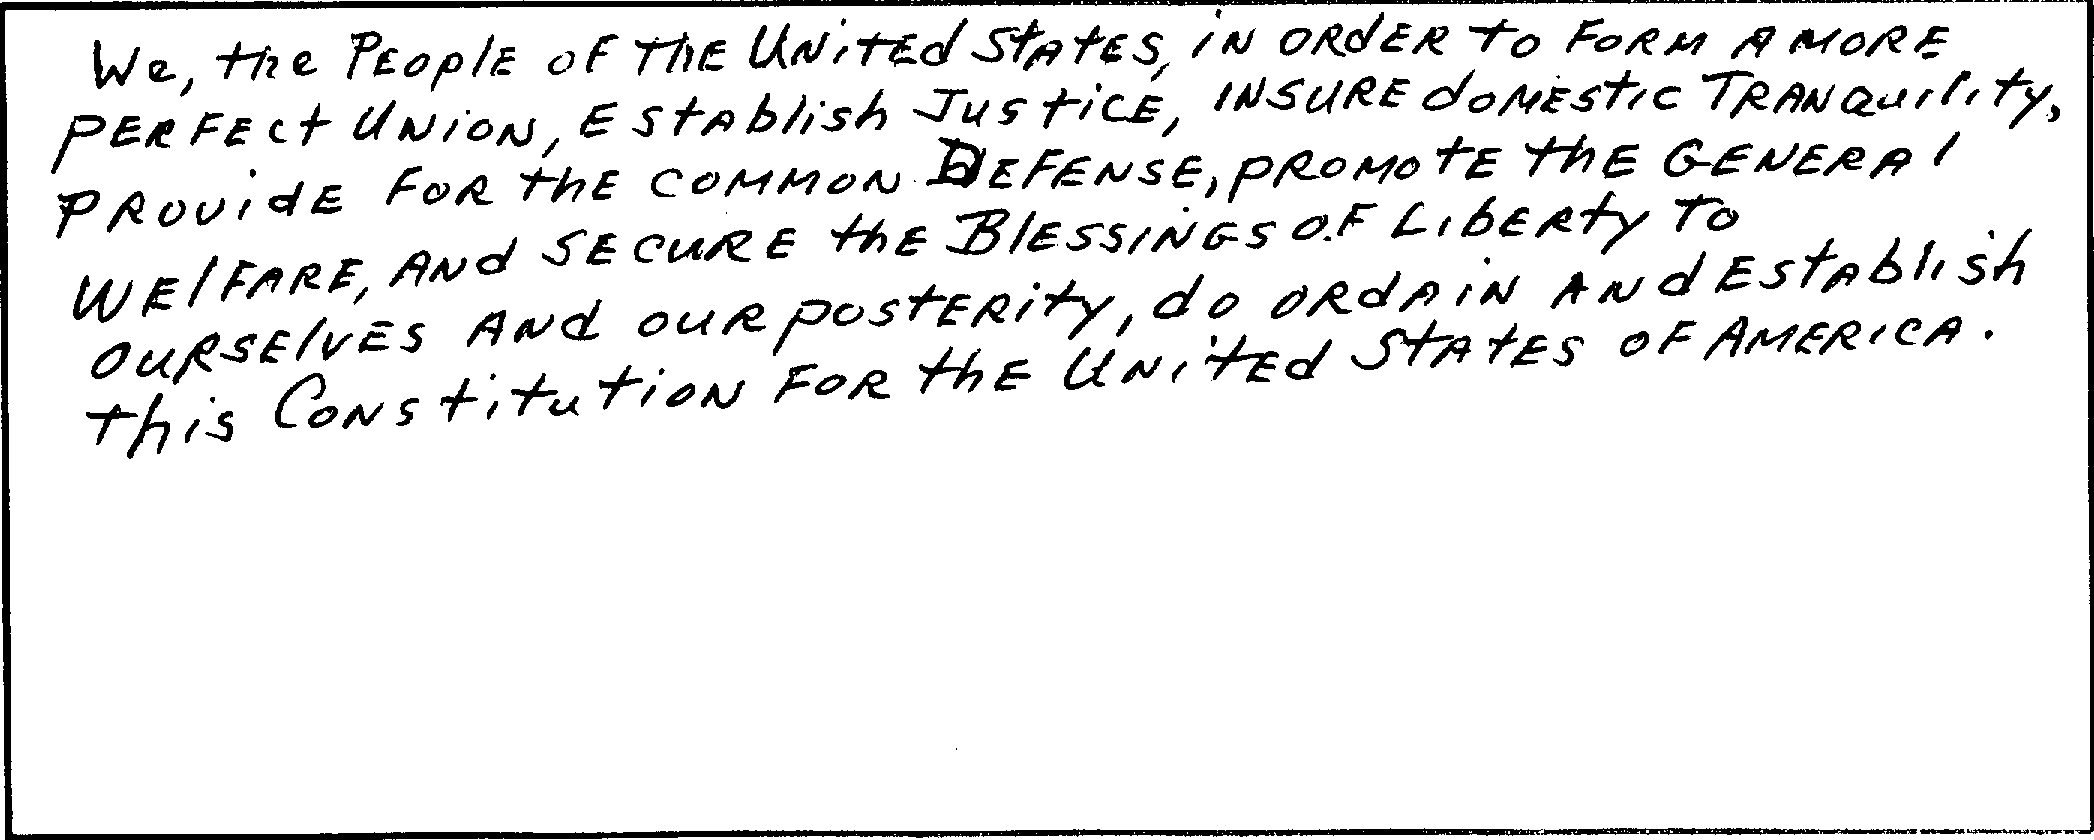 We, the People of the United States, in order to form a more
perfect Union, Establish Justice, insure domestic Tranquility,
provide for the common Defense, promote the General
Welfare, and secure the Blessings of Liberty to
ourselves and our posterity, do ordain and Establish
this Constitution for the United States of America.